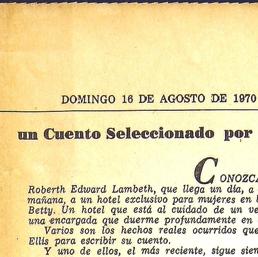 DOMINGO 16 DE AGOSTO DE 1970
un Cuento Seleccionado por
CONOZCA
Roberth Edward Lambeth, que llega un día, a
mañana, a un hotel exclusivo para mujeres en
Betty. Un hotel que está al cuidado de un
una encargada que duerme profundamente en
Varios son los hechos reales ocurridos que
Ellis para escribir su cuento.
Y uno de ellos, el más reciente, sigue